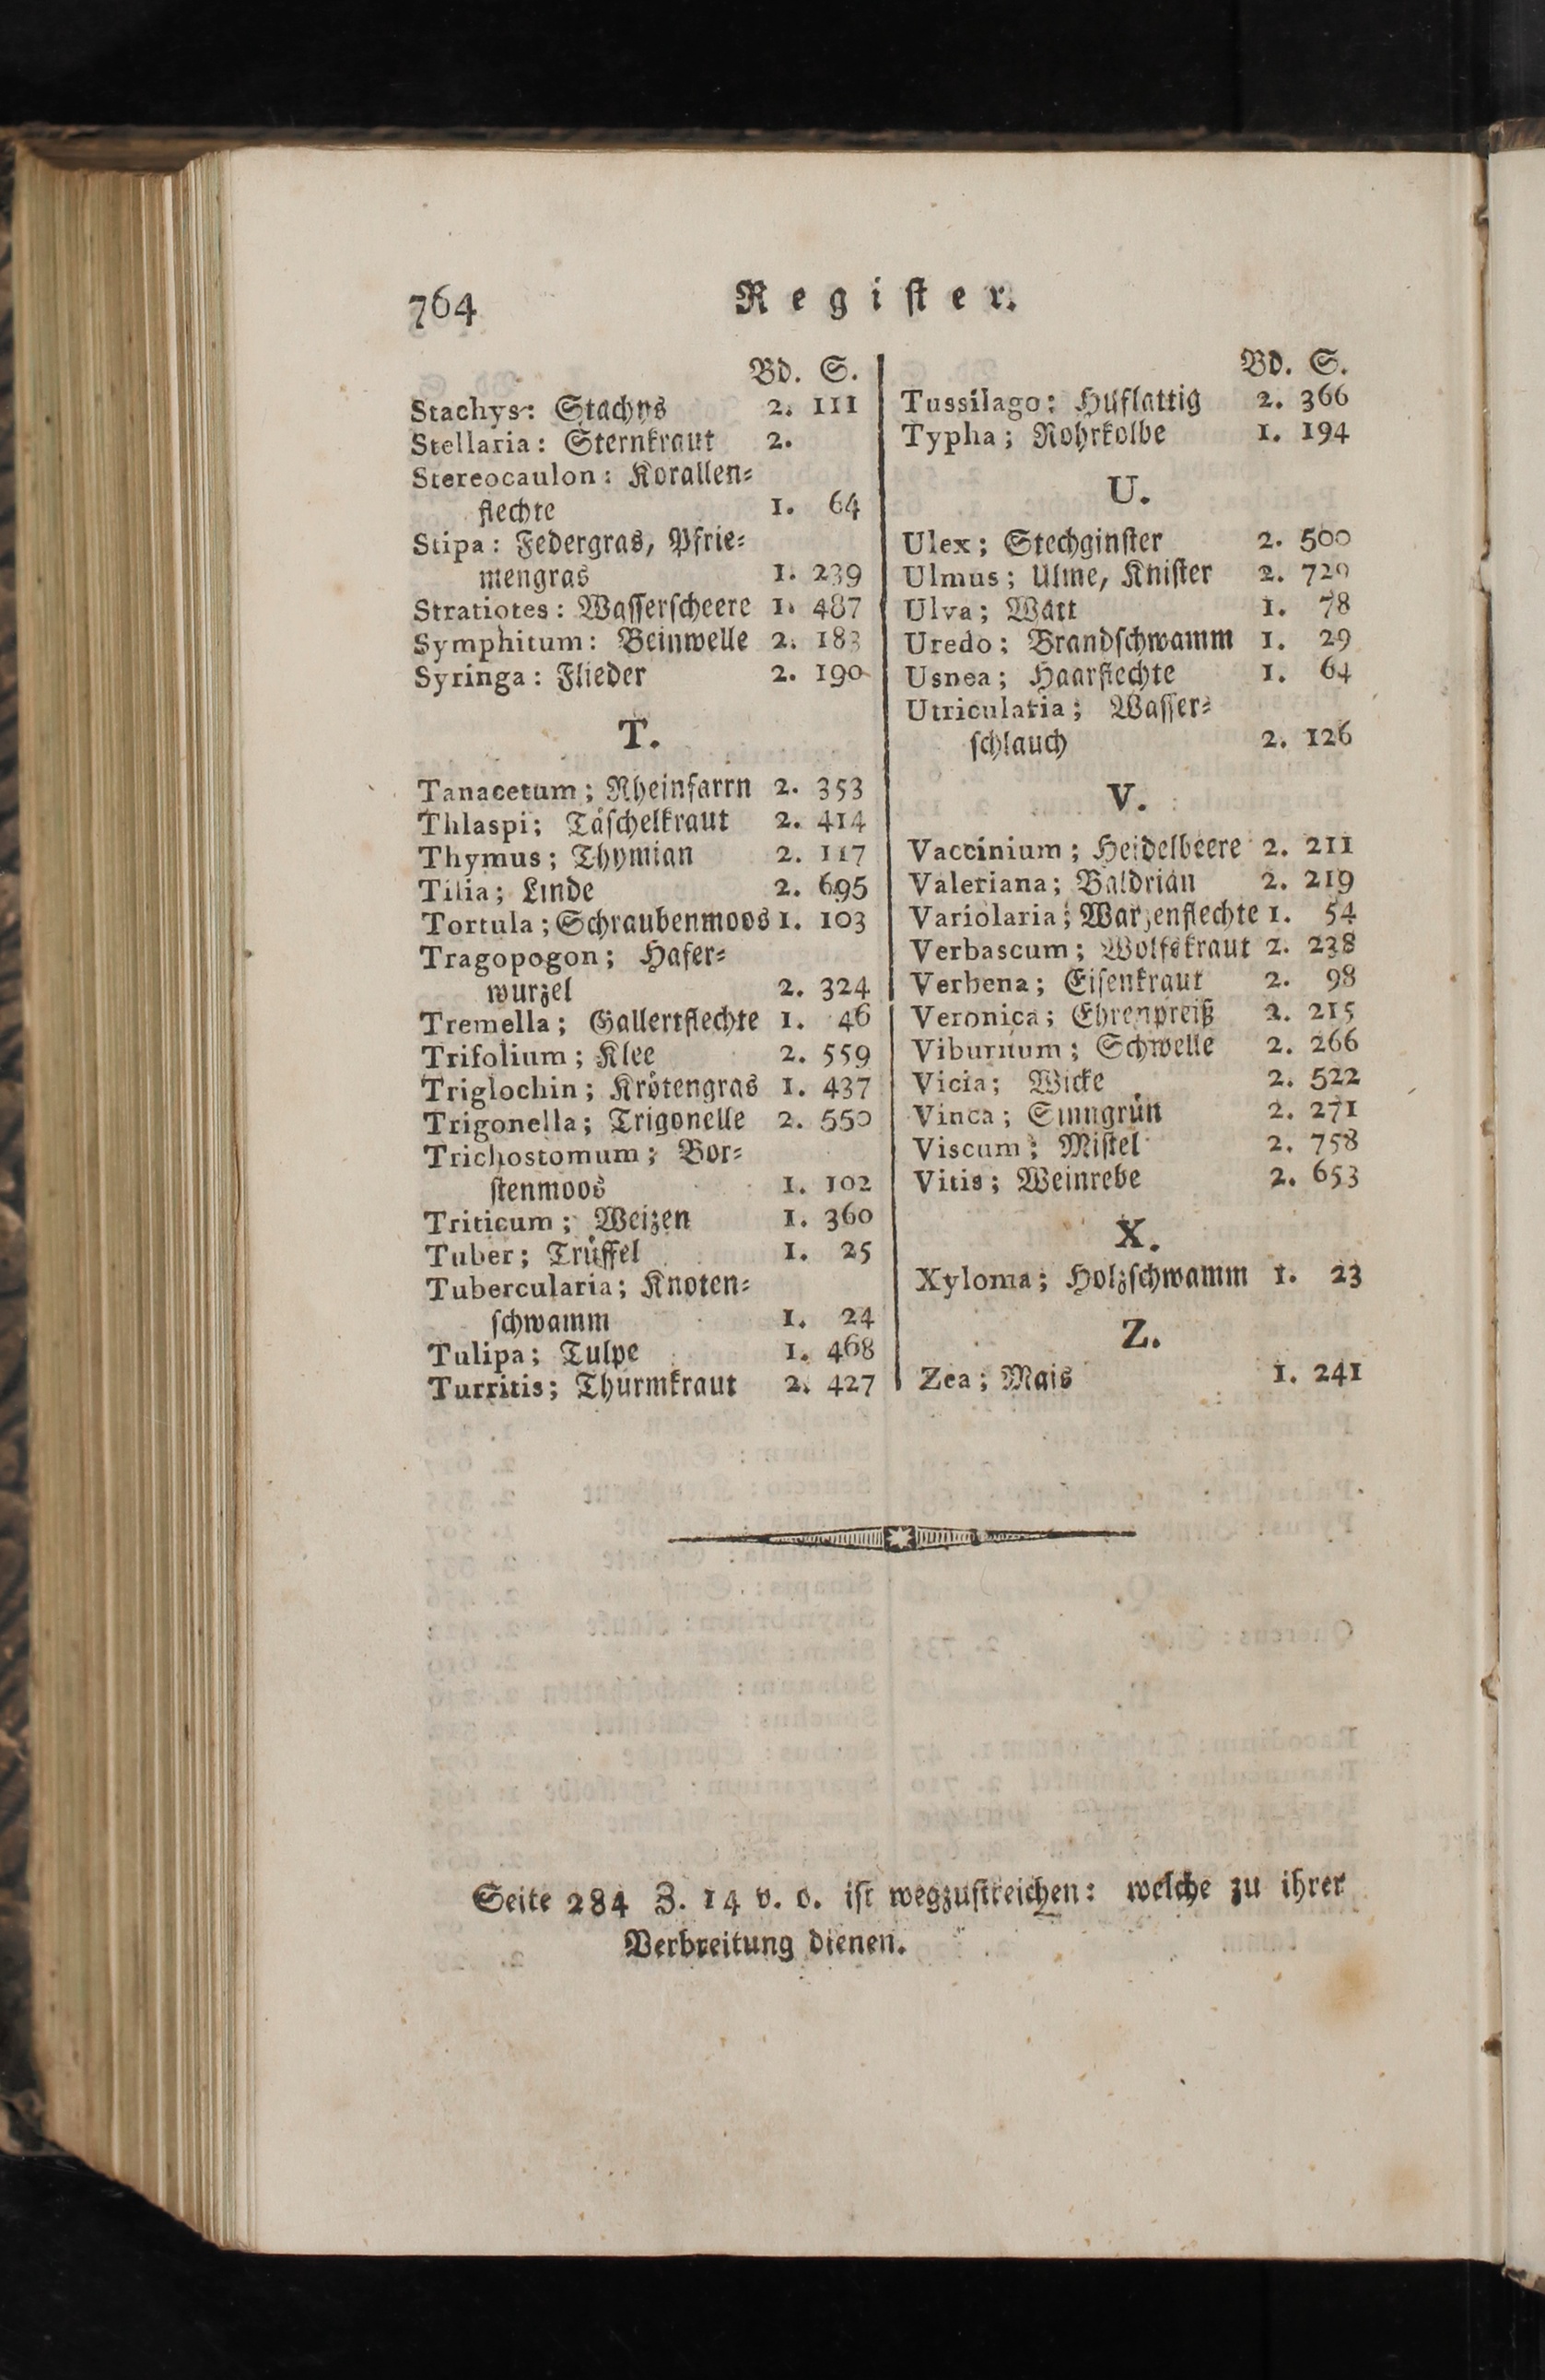 764
Regiſter.
Bd. S.
Stachys: Stachys 2. 111
Stellaria: Sternkraut 2.
Stereocaulon: Korallen⸗
flechte 1. 64
Stipa: Federgras, Pfrie⸗
mengras 1. 239
Stratiotes: Waſſerſcheere 1. 487
Symphitum: Beinwelle 2. 183
Syringa: Flieder 2. 190
T.
Tanacetum; Rheinfarrn 2. 353
Thlaspi; Täſchelkraut 2. 414
Thymus; Thymian 2. 117
Tilia; Linde 2. 695
Tortula; Schraubenmoos 1. 103
Tragopogon; Hafer⸗
wurzel 2. 324
Tremella; Gallertflechte 1. 46
Trifolium; Klee 2. 559
Triglochin; Krötengras 1. 437
Trigonella; Trigonelle 2. 550
Trichostomum; Bor⸗
ſtenmoos 1. 102
Triticum; Weizen 1. 360
Tuber; Trüffel 1. 25
Tubercularia; Knoten⸗
ſchwamm 1. 24
Tulipa; Tulpe 1. 468
Turritis; Thurmkraut 2. 427
Bd. S.
Tussilago: Huflattig 2. 366
Typha; Rohrkolbe 1. 194
U.
Ulex; Stechginſter 2. 500
Ulmus; Ulme, Kniſter 2. 729
Ulva; Watt 1. 78
Uredo; Brandſchwamm 1. 29
Usnea; Haarflechte 1. 64
Utricularia; Waſſer⸗
ſchlauch 2. 126
V.
Vaccinium; Heidelbeere 2. 211
Valeriana; Baldrian 2. 219
Variolaria; Warzenflechte 1. 54
Verbascum; Wolfskraut 2. 238
Verbena; Eiſenkraut 2. 98
Veronica; Ehrenpreiß 2. 215
Viburnum; Schwelle 2. 266
Vicia; Wicke 2. 522
Vinca; Sinngrün 2. 271
Viscum; Miſtel 2. 758
Vitis; Weinrebe 2. 653
X.
Xyloma; Holzſchwamm 1. 23
Z.
Zea; Mais 1. 241
Seite 284 Z. 14 v. o. iſt wegzuſtreichen: welche zu ihrer
Verbreitung dienen.